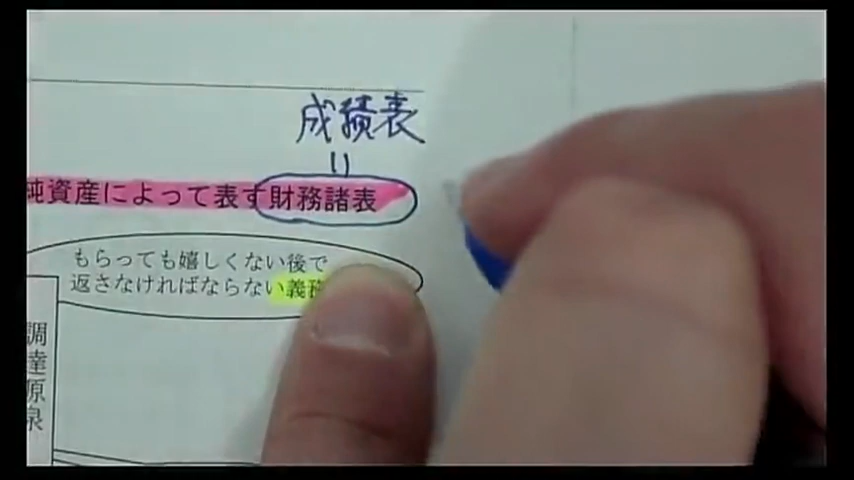 成績表
純資産によって表す財務諸表
もらっても嬉しくない後で
返さなければならない義務
調達原泉